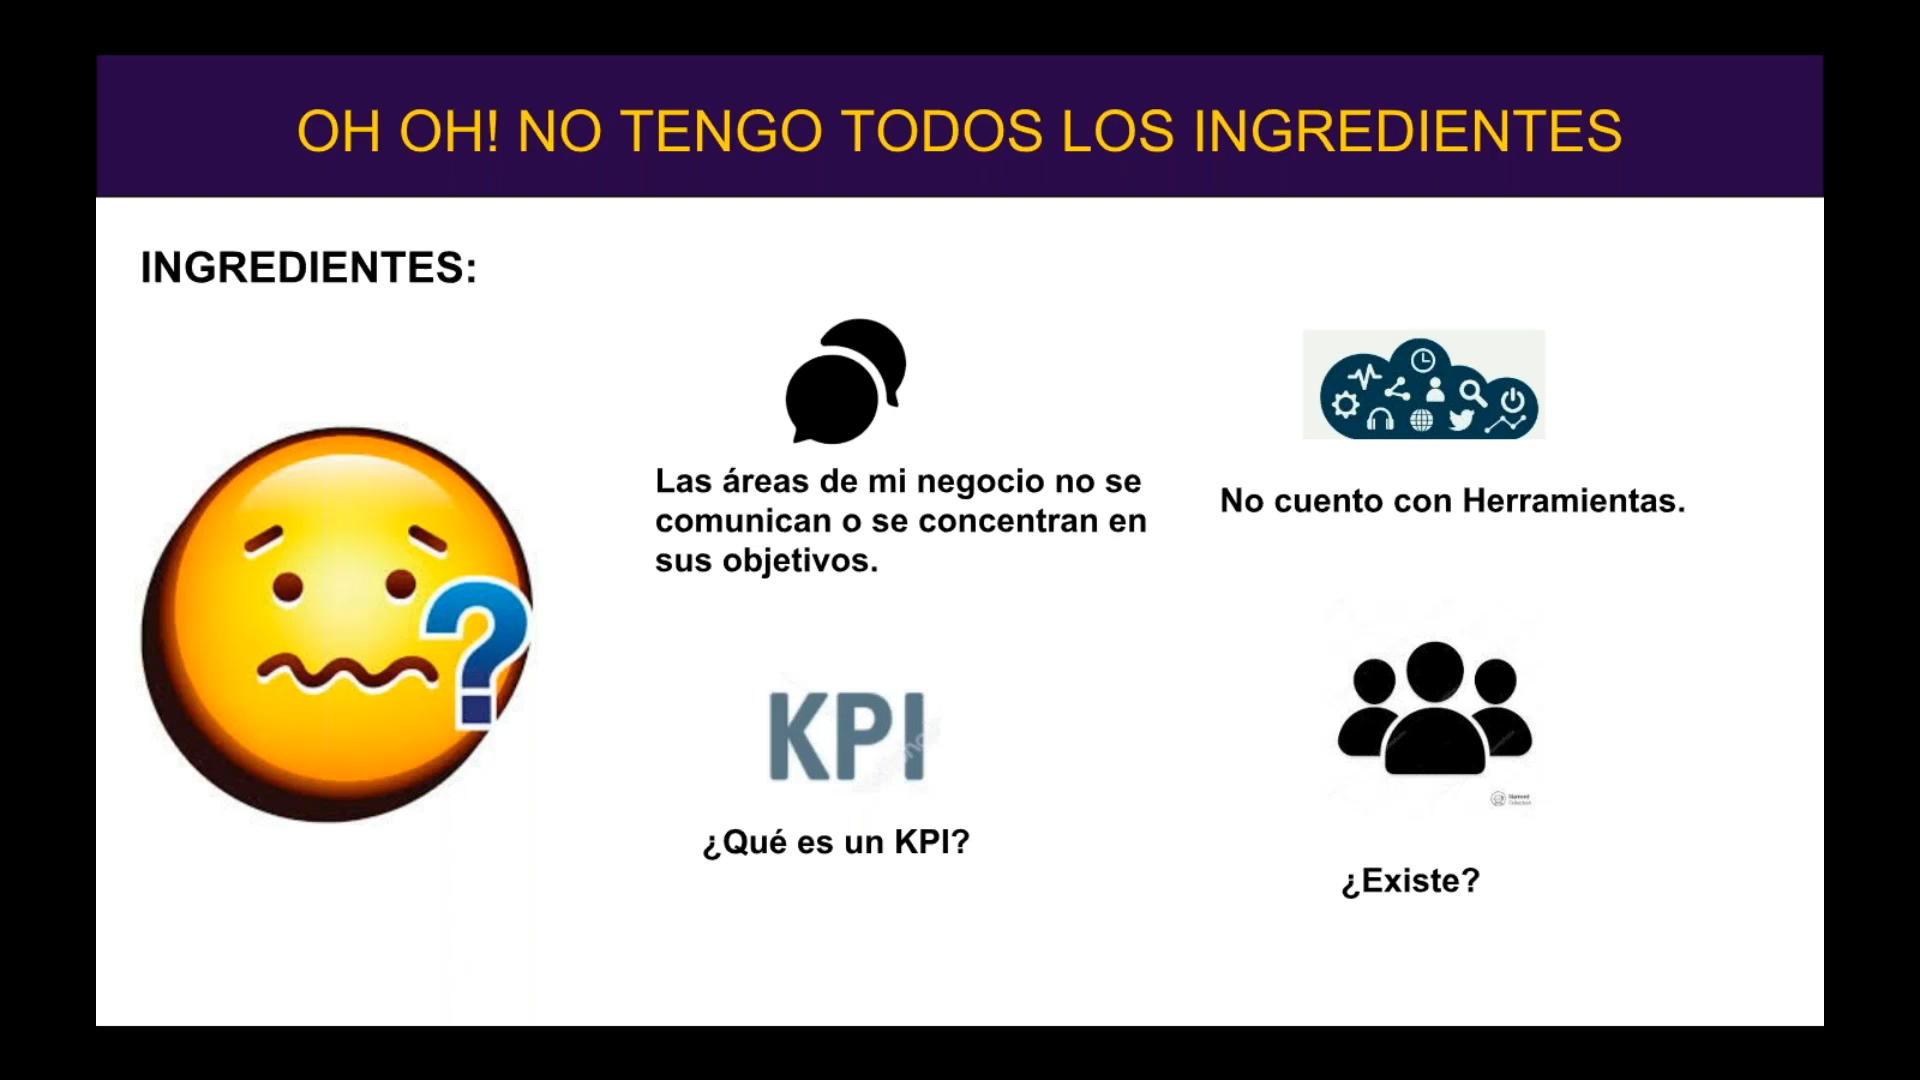 OH OH! NO TENGO TODOS LOS INGREDIENTES
INGREDIENTES:
Las áreas de mi negocio no se
comunican o se concentran en
sus objetivos.
No cuento con Herramientas.
KPI
¿Qué es un KPI?
¿Existe?